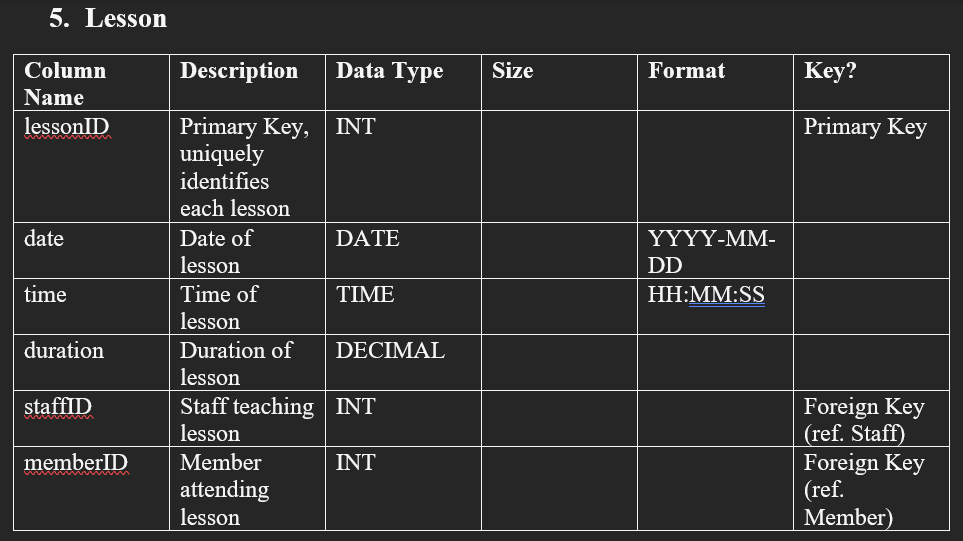 5. Lesson
Column Name Description Data Type Size Format Key?
lessonID Primary Key, uniquely identifies each lesson INT Primary Key
date Date of lesson DATE YYYY-MM-DD
time Time of lesson TIME HH:MM:SS
duration Duration of lesson DECIMAL
staffID Staff teaching lesson INT Foreign Key (ref. Staff)
memberID Member attending lesson INT Foreign Key (ref. Member)